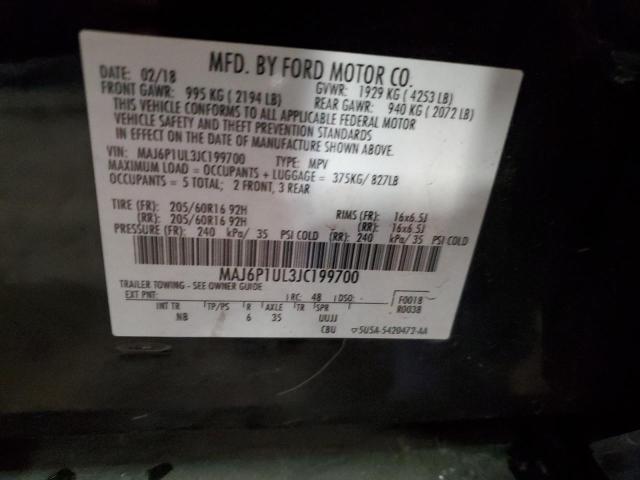 MFD. BY FORD MOTOR CO.
DATE: 02/18 GVWR: 1929 KG ( 4253 LB)
FRONT GAWR: 995 KG ( 2194 LB) REAR GAWR: 940 KG ( 2072 LB)
THIS VEHICLE CONFORMS TO ALL APPLICABLE FEDERAL MOTOR
VEHICLE SAFETY AND THEFT PREVENTION STANDARDS
IN EFFECT ON THE DATE OF MANUFACTURE SHOWN ABOVE.
VIN: MAJ6P1UL3JC199700 TYPE: MPV
MAXIMUM LOAD = OCCUPANTS + LUGGAGE = 375KG/ 827LB
OCCUPANTS = 5 TOTAL; 2 FRONT, 3 REAR
TIRE (FR): 205/60R16 92H RIMS (FR): 16x6.5J
(RR): 205/60R16 92H (RR): 16x6.5J
PRESSURE (FR): 240 kPa/ 35 PSI COLD (RR): 240 kPa/ 35 PSI COLD
MAJ6P1UL3JC199700
TRAILER TOWING - SEE OWNER GUIDE
EXT PNT: RC: 48 DSO: F0018
INT TR TP/PS R AXLE TR SPR R0038
NB 6 35 UUJJ
CBU 5U5A-5420472-AA